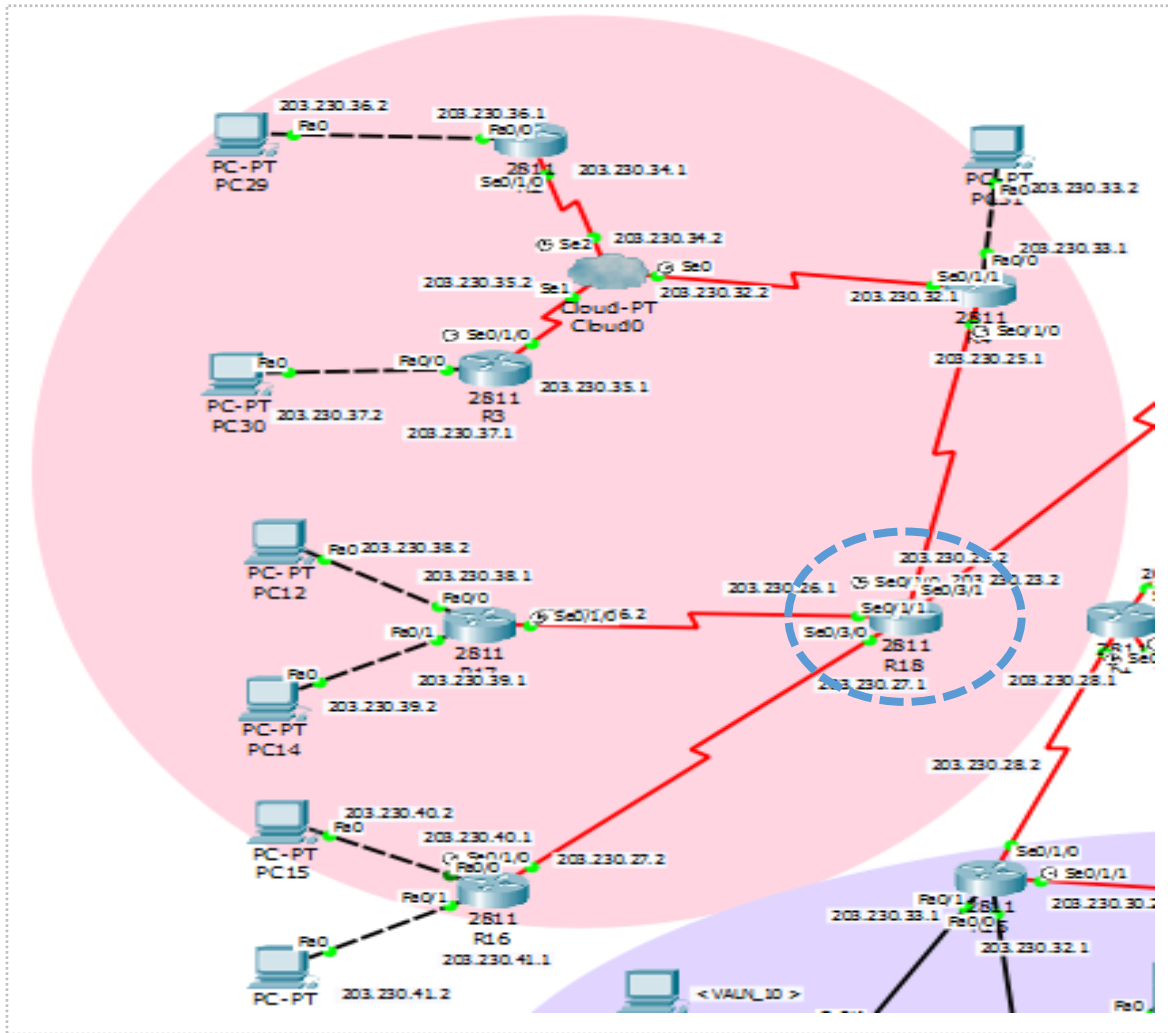 203.230.36.2
203.230.36.1
Fa0
Fa0/0
PC-PT
PC29
2811
Se0/1/0
203.230.34.1
PC-PT
Fa0
203.230.33.2
Se2
203.230.34.2
203.230.33.1
Fa0/0
Se0
203.230.35.2
Se1
203.230.32.2
Se0/1/1
203.230.32.1
Cloud-PT
Cloud0
2811
Se0/1/0
203.230.25.1
Se0/1/0
Fa0
Fa0/0
PC-PT
PC30
203.230.37.2
2811
R3
203.230.35.1
203.230.37.1
Fa0
203.230.38.2
PC-PT
PC12
203.230.38.1
Fa0/0
Se0/1/0
6.2
Fa0/1
2811
203.230.39.1
Fa0
203.230.39.2
PC-PT
PC14
203.230.26.1
203.230.23.2
Se0/3/1
Se0/1/1
Se0/3/0
2811
R18
203.230.27.1
203.230.28.1
203.230.28.2
203.230.40.2
Fa0
PC-PT
PC15
203.230.40.1
Se0/1/0
Fa0/0
203.230.27.2
Fa0/1
2811
R16
203.230.41.1
Fa0
PC-PT
203.230.41.2
Se0/1/0
Se0/1/1
203.230.30.2
Fa0/1
2811
Fa0/0
203.230.33.1
203.230.32.1
< VALN_10 >
Fa0